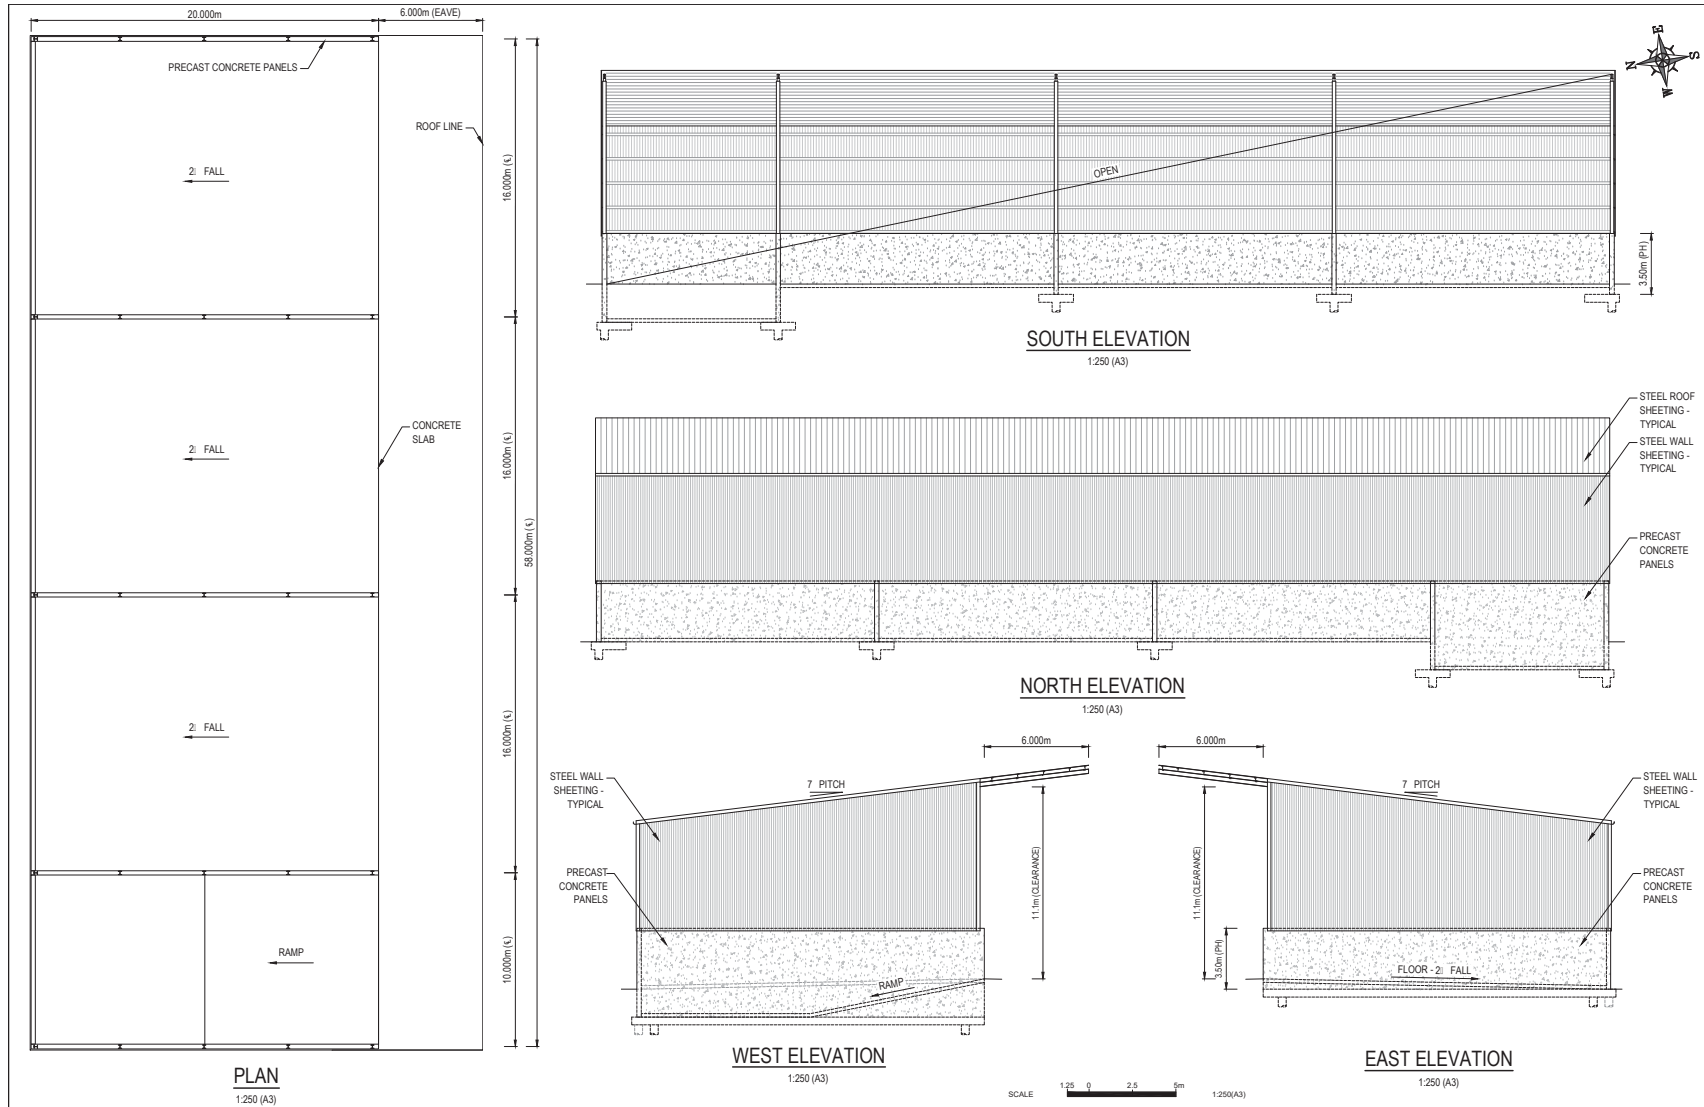 20.000m
6.000m (EAVE)
PRECAST CONCRETE PANELS
ROOF LINE
2 FALL
16.000m (℄)
CONCRETE
SLAB
2 FALL
16.000m (℄)
58.000m (℄)
2 FALL
16.000m (℄)
RAMP
10.000m (℄)
PLAN
1:250 (A3)
E
N
S
W
OPEN
3.50m (PH)
SOUTH ELEVATION
1:250 (A3)
STEEL ROOF
SHEETING -
TYPICAL
STEEL WALL
SHEETING -
TYPICAL
PRECAST
CONCRETE
PANELS
NORTH ELEVATION
1:250 (A3)
6.000m
STEEL WALL
SHEETING -
TYPICAL
7 PITCH
PRECAST
CONCRETE
PANELS
11.1m (CLEARANCE)
RAMP
WEST ELEVATION
1:250 (A3)
6.000m
7 PITCH
STEEL WALL
SHEETING -
TYPICAL
11.1m (CLEARANCE)
PRECAST
CONCRETE
PANELS
3.50m (PH)
FLOOR - 2 FALL
EAST ELEVATION
1:250 (A3)
SCALE
1.25 0 2.5 5m
1:250(A3)